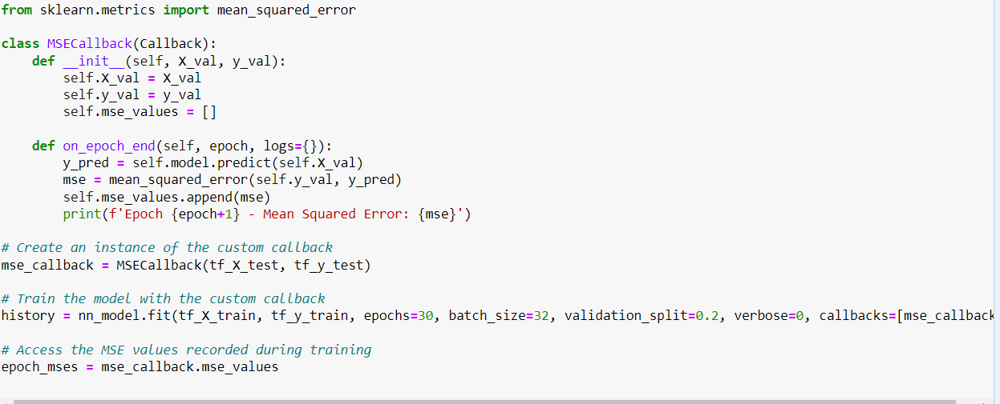 from sklearn.metrics import mean_squared_error
class MSECallback(Callback):
    def __init__(self, X_val, y_val):
        self.X_val = X_val
        self.y_val = y_val
        self.mse_values = []
    def on_epoch_end(self, epoch, logs={}):
        y_pred = self.model.predict(self.X_val)
        mse = mean_squared_error(self.y_val, y_pred)
        self.mse_values.append(mse)
        print(f'Epoch {epoch+1} - Mean Squared Error: {mse}')
# Create an instance of the custom callback
mse_callback = MSECallback(tf_X_test, tf_y_test)
# Train the model with the custom callback
history = nn_model.fit(tf_X_train, tf_y_train, epochs=30, batch_size=32, validation_split=0.2, verbose=0, callbacks=[mse_callback
# Access the MSE values recorded during training
epoch_mses = mse_callback.mse_values